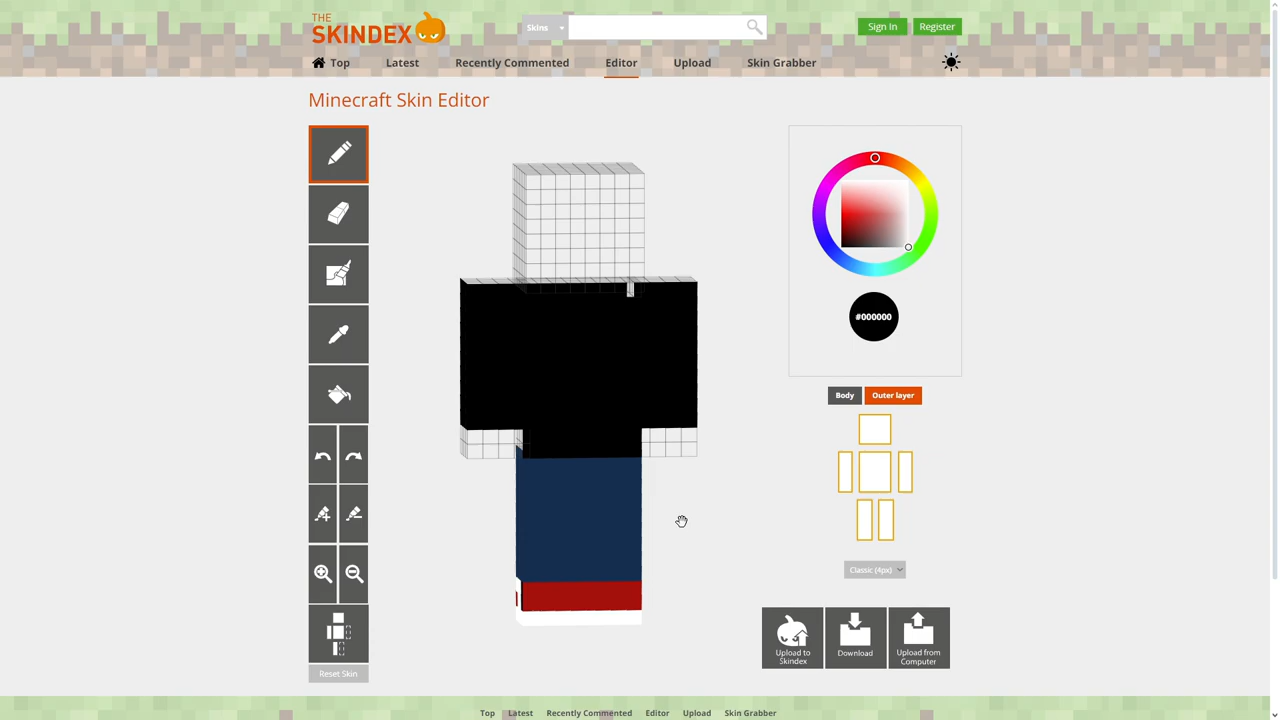 THE
SKINDEX
Skins
Sign In
Register
Top
Latest
Recently Commented
Editor
Upload
Skin Grabber
Minecraft Skin Editor
#000000
Body
Outer layer
Classic (4px)
Upload to
Skindex
Download
Upload from
Computer
Reset Skin
Top
Latest
Recently Commented
Editor
Upload
Skin Grabber